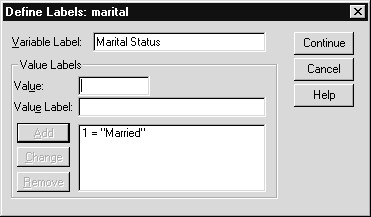 Define Labels: marital
Variable Label: Marital Status
Continue
Value Labels
Cancel
Value:
Help
Value Label:
Add
1 = "Married"
Change
Remove